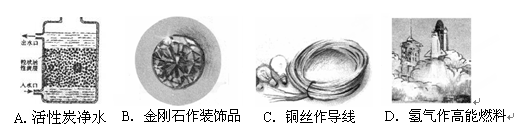 出水口
粒状活性炭层
入水口
A.活性炭净水
B.金刚石作装饰品
C.铜丝作导线
D.氢气作高能燃料